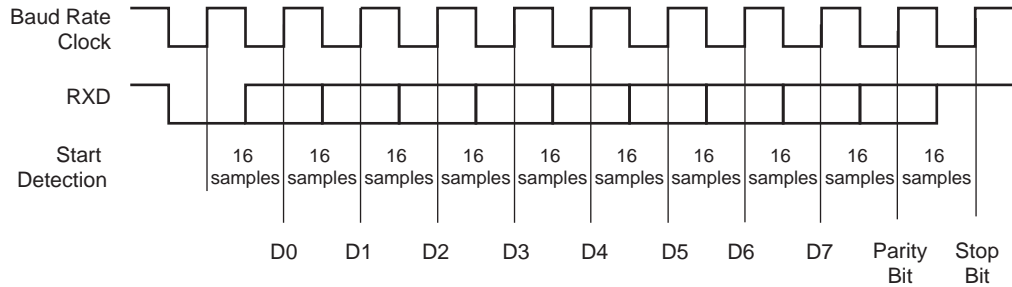 Baud Rate
Clock
RXD
Start
Detection
16 16 16 16 16 16 16 16 16 16
samples samples samples samples samples samples samples samples samples samples
D0 D1 D2 D3 D4 D5 D6 D7 Parity Stop
Bit Bit